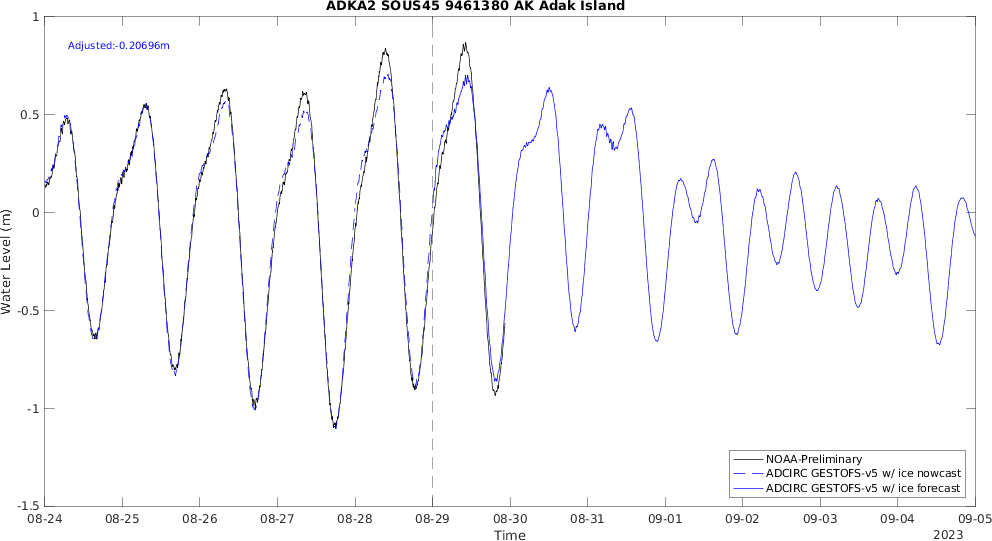 ADKA2 SOUS45 9461380 AK Adak Island
Adjusted:-0.20696m
1
0.5
0
-0.5
-1
-1.5
Water Level (m)
NOAA-Preliminary
ADCIRC GESTOFS-v5 w/ ice nowcast
ADCIRC GESTOFS-v5 w/ ice forecast
08-24 08-25 08-26 08-27 08-28 08-29 08-30 08-31 09-01 09-02 09-03 09-04 09-05
Time
2023